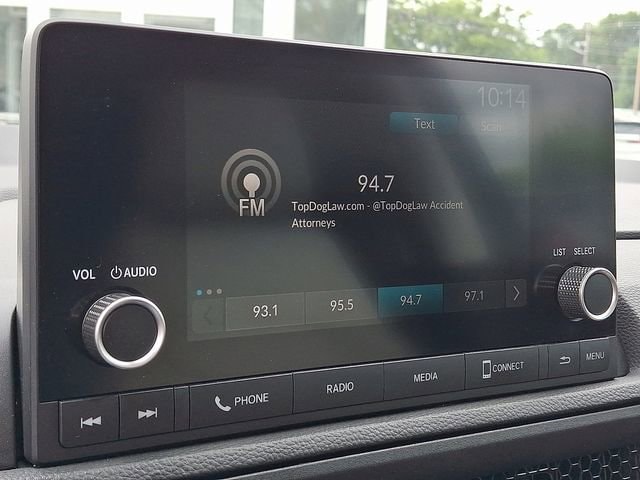 10:14
Text Scan
94.7
FM
TopDogLaw.com - @TopDogLaw Accident
Attorneys
VOL AUDIO
LIST SELECT
93.1 95.5 94.7 97.1
PHONE RADIO MEDIA CONNECT MENU